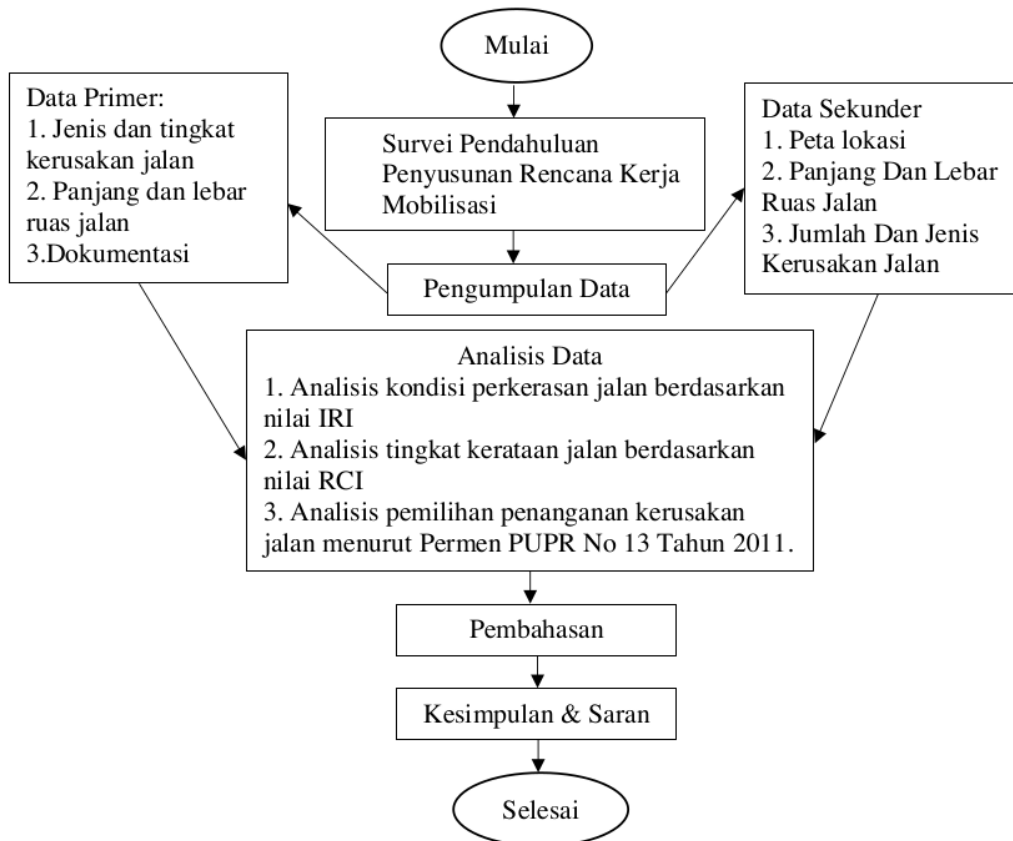 Mulai
Data Primer:
1. Jenis dan tingkat
kerusakan jalan
2. Panjang dan lebar
ruas jalan
3.Dokumentasi
Survei Pendahuluan
Penyusunan Rencana Kerja
Mobilisasi
Data Sekunder
1. Peta lokasi
2. Panjang Dan Lebar
Ruas Jalan
3. Jumlah Dan Jenis
Kerusakan Jalan
Pengumpulan Data
Analisis Data
1. Analisis kondisi perkerasan jalan berdasarkan
nilai IRI
2. Analisis tingkat kerataan jalan berdasarkan
nilai RCI
3. Analisis pemilihan penanganan kerusakan
jalan menurut Permen PUPR No 13 Tahun 2011.
Pembahasan
Kesimpulan & Saran
Selesai